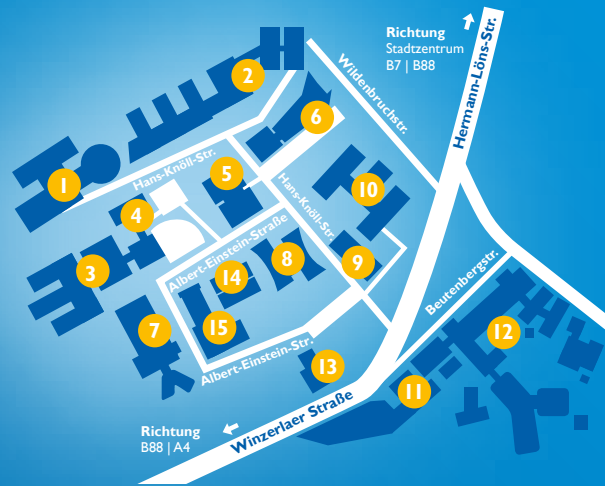 Richtung
Stadtzentrum
B7 | B88
Hermann-Löns-Str.
Wildenbruchstr.
2
6
Hans-Knöll-Str.
1
5
10
4
Hans-Knöll-Str.
Albert-Einstein-Straße
3
8
9
14
Beutenbergstr.
7
15
12
Albert-Einstein-Str.
13
11
Winzerlaer Straße
Richtung
B88 | A4